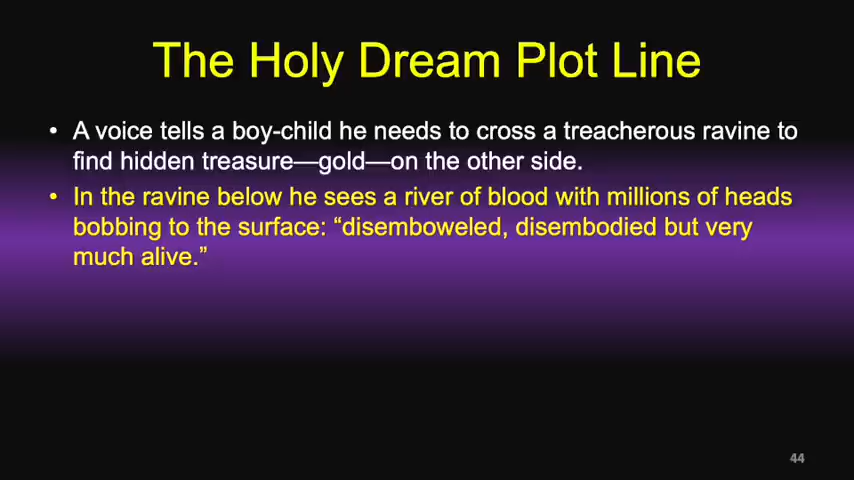 The Holy Dream Plot Line
• A voice tells a boy-child he needs to cross a treacherous ravine to
find hidden treasure—gold—on the other side.
• In the ravine below he sees a river of blood with millions of heads
bobbing to the surface: “disemboweled, disembodied but very
much alive.”
44